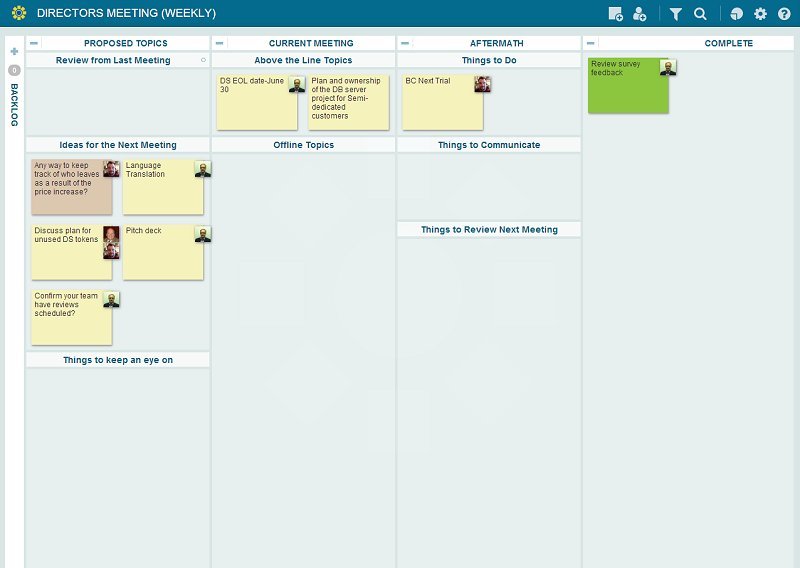 DIRECTORS MEETING (WEEKLY)
0
BACKLOG
PROPOSED TOPICS
Review from Last Meeting
Ideas for the Next Meeting
Any way to keep
track of who leaves
as a result of the
price increase?
Language
Translation
Discuss plan for
unused DS tokens
Pitch deck
Confirm your team
have reviews
scheduled?
Things to keep an eye on
CURRENT MEETING
Above the Line Topics
DS EOL date-June
30
Plan and ownership
of the DB server
project for Semi-
dedicated
customers
Offline Topics
AFTERMATH
Things to Do
BC Next Trial
Things to Communicate
Things to Review Next Meeting
COMPLETE
Review survey
feedback